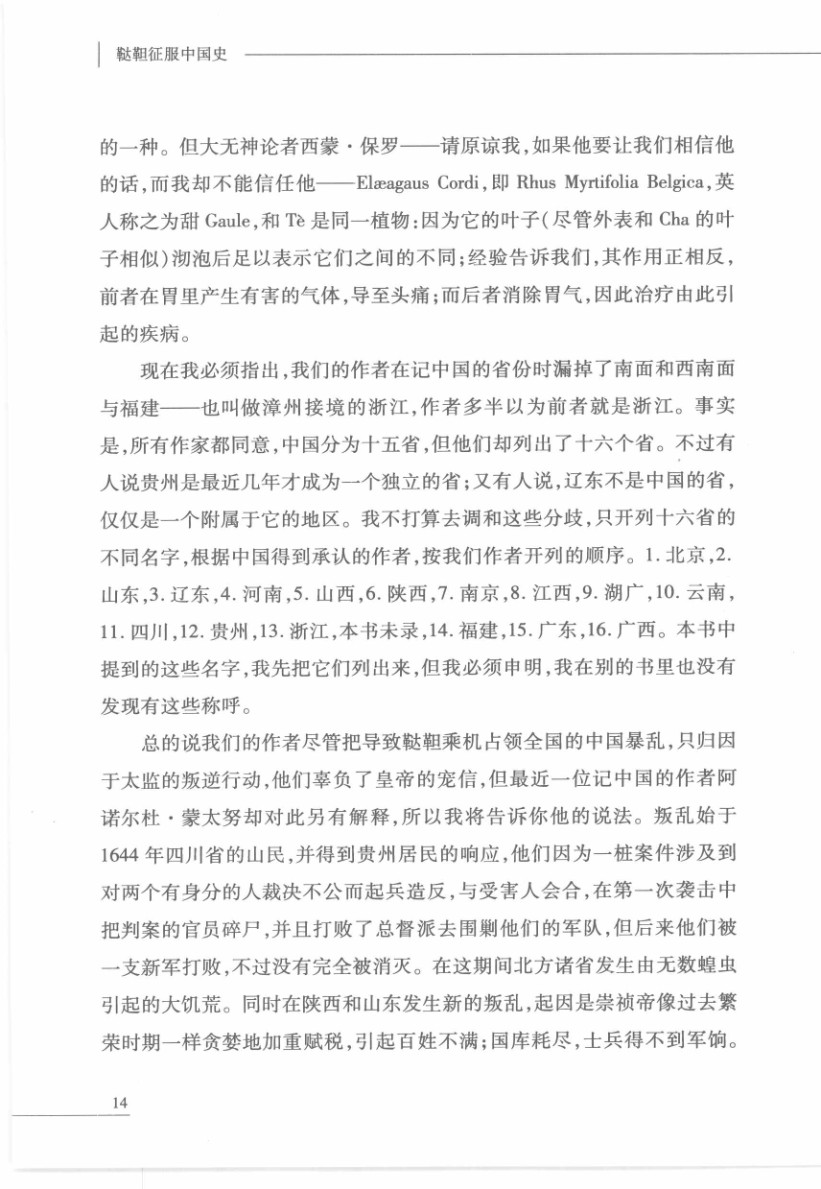 鞑靼征服中国史
的一种。但大无神论者西蒙·保罗——请原谅我,如果他要让我们相信他
的话,而我却不能信任他——Elæagaus Cordi,即 Rhus Myrtifolia Belgica,英
人称之为甜 Gaule,和 Tè 是同一植物:因为它的叶子(尽管外表和 Cha 的叶
子相似)沏泡后足以表示它们之间的不同;经验告诉我们,其作用正相反,
前者在胃里产生有害的气体,导至头痛;而后者消除胃气,因此治疗由此引
起的疾病。
现在我必须指出,我们的作者在记中国的省份时漏掉了南面和西南面
与福建——也叫做漳州接境的浙江,作者多半以为前者就是浙江。事实
是,所有作家都同意,中国分为十五省,但他们却列出了十六个省。不过有
人说贵州是最近几年才成为一个独立的省;又有人说,辽东不是中国的省,
仅仅是一个附属于它的地区。我不打算去调和这些分歧,只开列十六省的
不同名字,根据中国得到承认的作者,按我们作者开列的顺序。1. 北京,2.
山东,3. 辽东,4. 河南,5. 山西,6. 陕西,7. 南京,8. 江西,9. 湖广,10. 云南,
11. 四川,12. 贵州,13. 浙江,本书未录,14. 福建,15. 广东,16. 广西。本书中
提到的这些名字,我先把它们列出来,但我必须申明,我在别的书里也没有
发现有这些称呼。
总的说我们的作者尽管把导致鞑靼乘机占领全国的中国暴乱,只归因
于太监的叛逆行动,他们辜负了皇帝的宠信,但最近一位记中国的作者阿
诺尔杜·蒙太努却对此另有解释,所以我将告诉你他的说法。叛乱始于
1644 年四川省的山民,并得到贵州居民的响应,他们因为一桩案件涉及到
对两个有身分的人裁决不公而起兵造反,与受害人会合,在第一次袭击中
把判案的官员碎尸,并且打败了总督派去围剿他们的军队,但后来他们被
一支新军打败,不过没有完全被消灭。在这期间北方诸省发生由无数蝗虫
引起的大饥荒。同时在陕西和山东发生新的叛乱,起因是崇祯帝像过去繁
荣时期一样贪婪地加重赋税,引起百姓不满;国库耗尽,士兵得不到军饷。
14